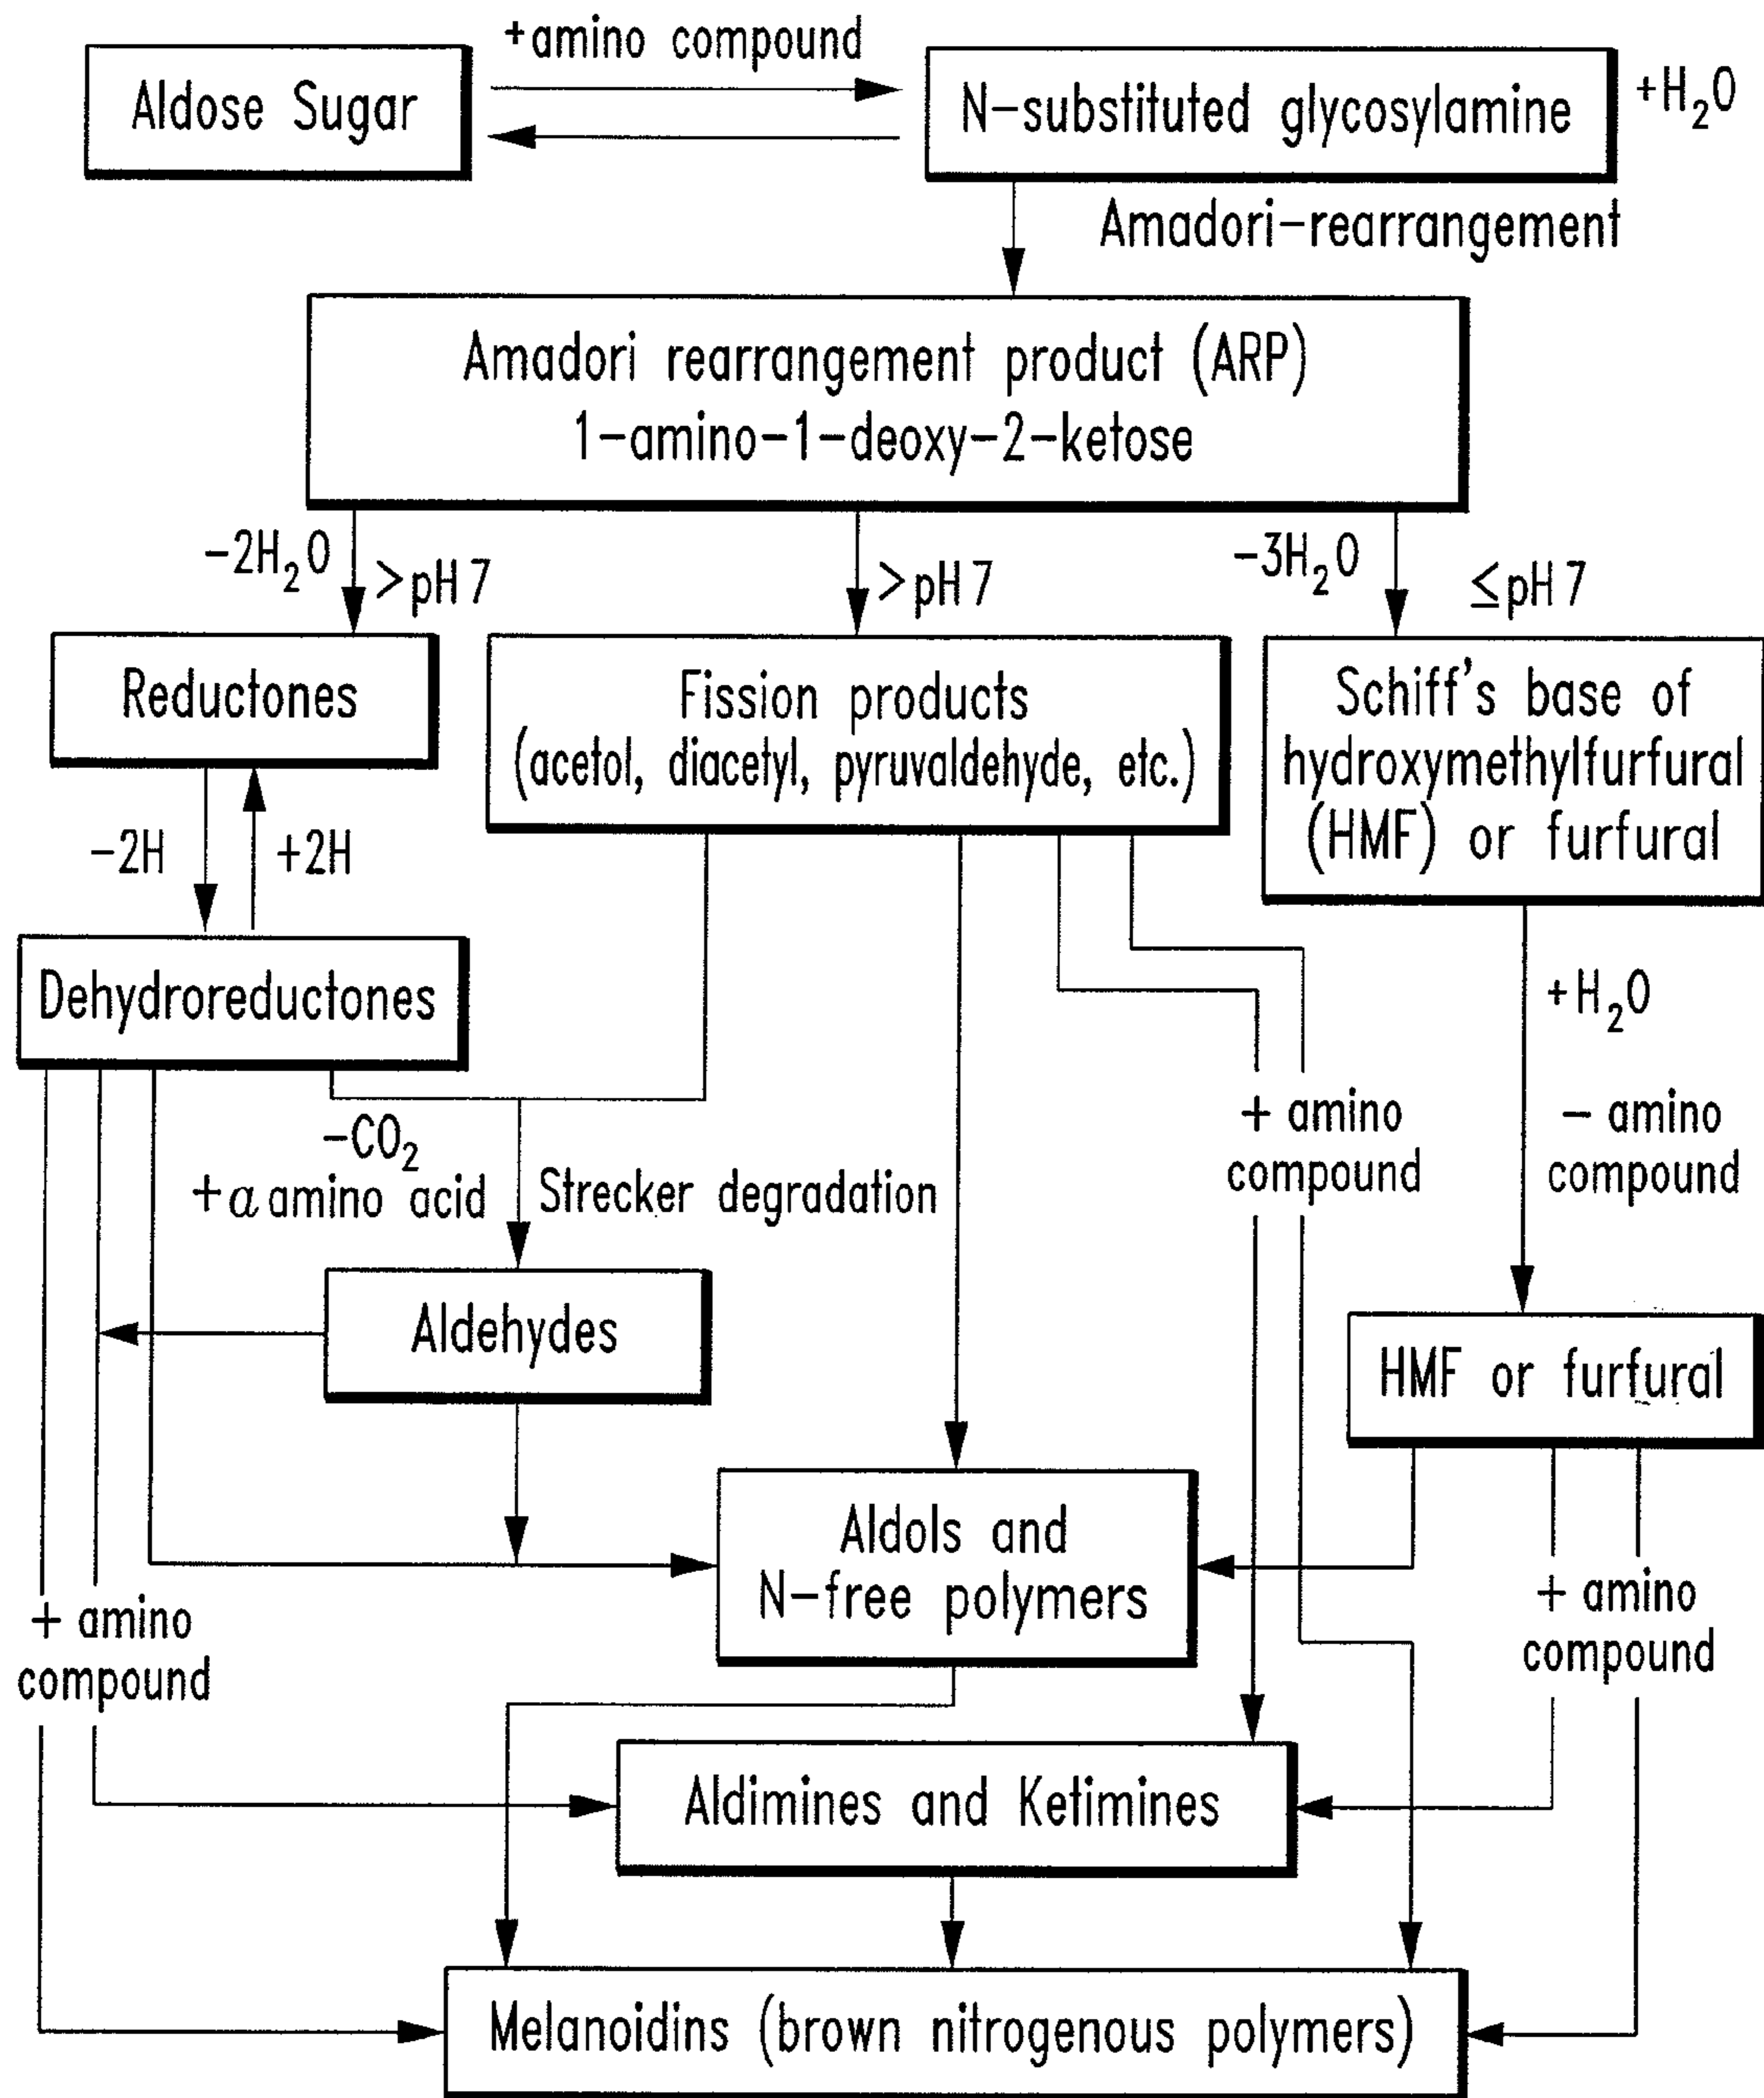 +amino compound
Aldose Sugar
N-substituted glycosylamine
+H₂O
Amadori-rearrangement
Amadori rearrangement product (ARP)
1-amino-1-deoxy-2-ketose
-2H₂O
>pH 7
>pH 7
-3H₂O
≤pH 7
Reductones
Fission products
(acetol, diacetyl, pyruvaldehyde, etc.)
Schiff's base of
hydroxymethylfurfural
(HMF) or furfural
-2H
+2H
Dehydroreductones
+H₂O
-CO₂
+α amino acid
Strecker degradation
+ amino
compound
- amino
compound
Aldehydes
HMF or furfural
Aldols and
N-free polymers
+ amino
compound
+ amino
compound
Aldimines and Ketimines
Melanoidins (brown nitrogenous polymers)